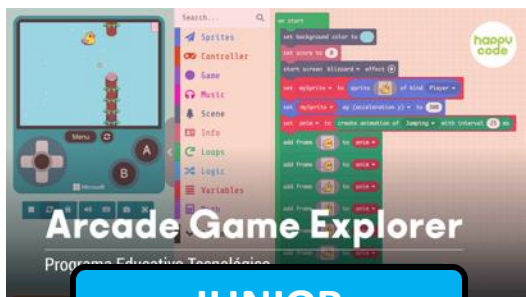 Search...
Sprites
Controller
Game
Music
Scene
Info
Loops
Logic
Variables
Math
Menu
A
B
Microsoft
on start
set background color to
set score to 0
start screen blizzard effect
set mySprite to sprite of kind Player
set mySprite ay (acceleration y) to 300
set anim to create animation of Jumping with interval 25 ms
add frame to anim
add frame to anim
add frame to anim
add frame to anim
add frame to anim
happy
code
Arcade Game Explorer
Programa Educativo Tecnológico
JUNIOR